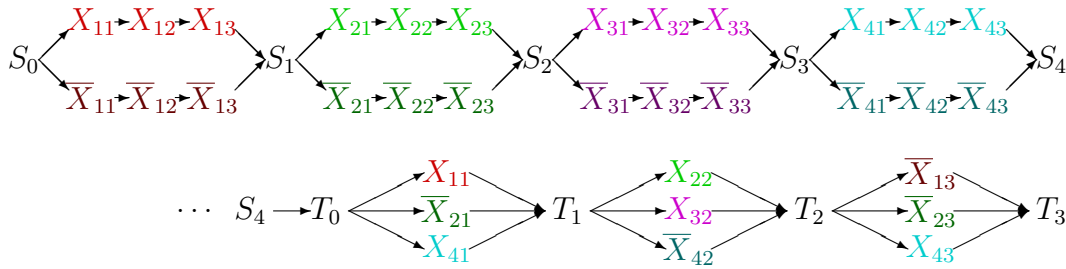 X₁₁ X₁₂ X₁₃ X₂₁ X₂₂ X₂₃ X₃₁ X₃₂ X₃₃ X₄₁ X₄₂ X₄₃
S₀ S₁ S₂ S₃ S₄
X̅₁₁ X̅₁₂ X̅₁₃ X̅₂₁ X̅₂₂ X̅₂₃ X̅₃₁ X̅₃₂ X̅₃₃ X̅₄₁ X̅₄₂ X̅₄₃
X₁₁ X₂₂ X̅₁₃
⋯ S₄ T₀ X̅₂₁ T₁ X₃₂ T₂ X̅₂₃ T₃
X₄₁ X̅₄₂ X₄₃